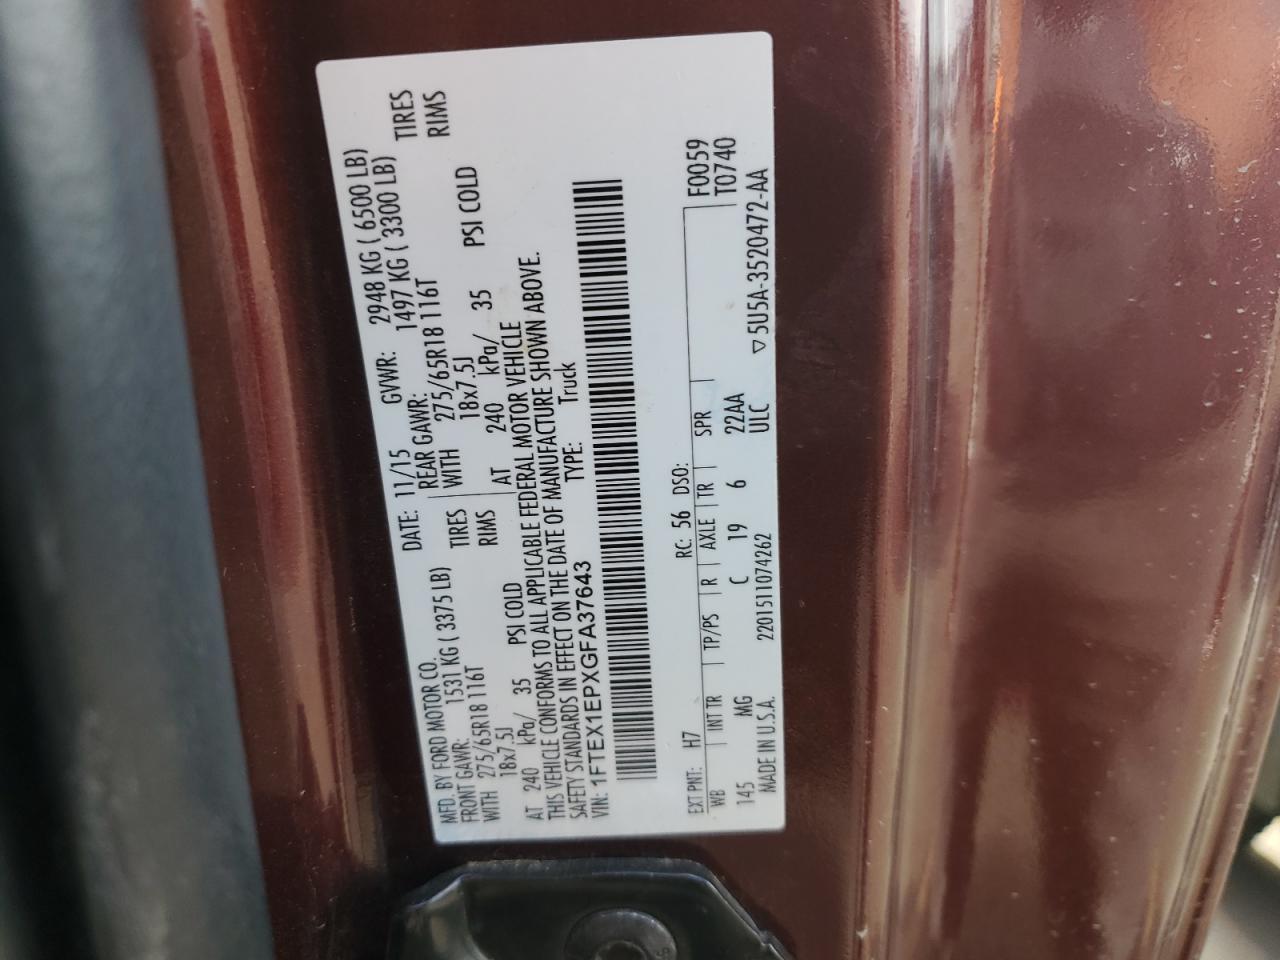 MFD. BY FORD MOTOR CO.
DATE: 11/15 GVWR: 2948 KG ( 6500 LB)
FRONT GAWR: 1531 KG ( 3375 LB) REAR GAWR: 1497 KG ( 3300 LB)
WITH 275/65R18 116T TIRES WITH 275/65R18 116T TIRES
18x7.5J RIMS 18x7.5J RIMS
AT 240 kPa/ 35 PSI COLD AT 240 kPa/ 35 PSI COLD
THIS VEHICLE CONFORMS TO ALL APPLICABLE FEDERAL MOTOR VEHICLE
SAFETY STANDARDS IN EFFECT ON THE DATE OF MANUFACTURE SHOWN ABOVE.
VIN: 1FTEX1EPXGFA37643 TYPE: Truck
EXT PNT: H7 RC: 56 DSO: F0059
WB INT TR TP/PS R AXLE TR SPR T0740
145 MG C 19 6 22AA
MADE IN U.S.A. 2201511074262 ULC ▽5U5A-3520472-AA